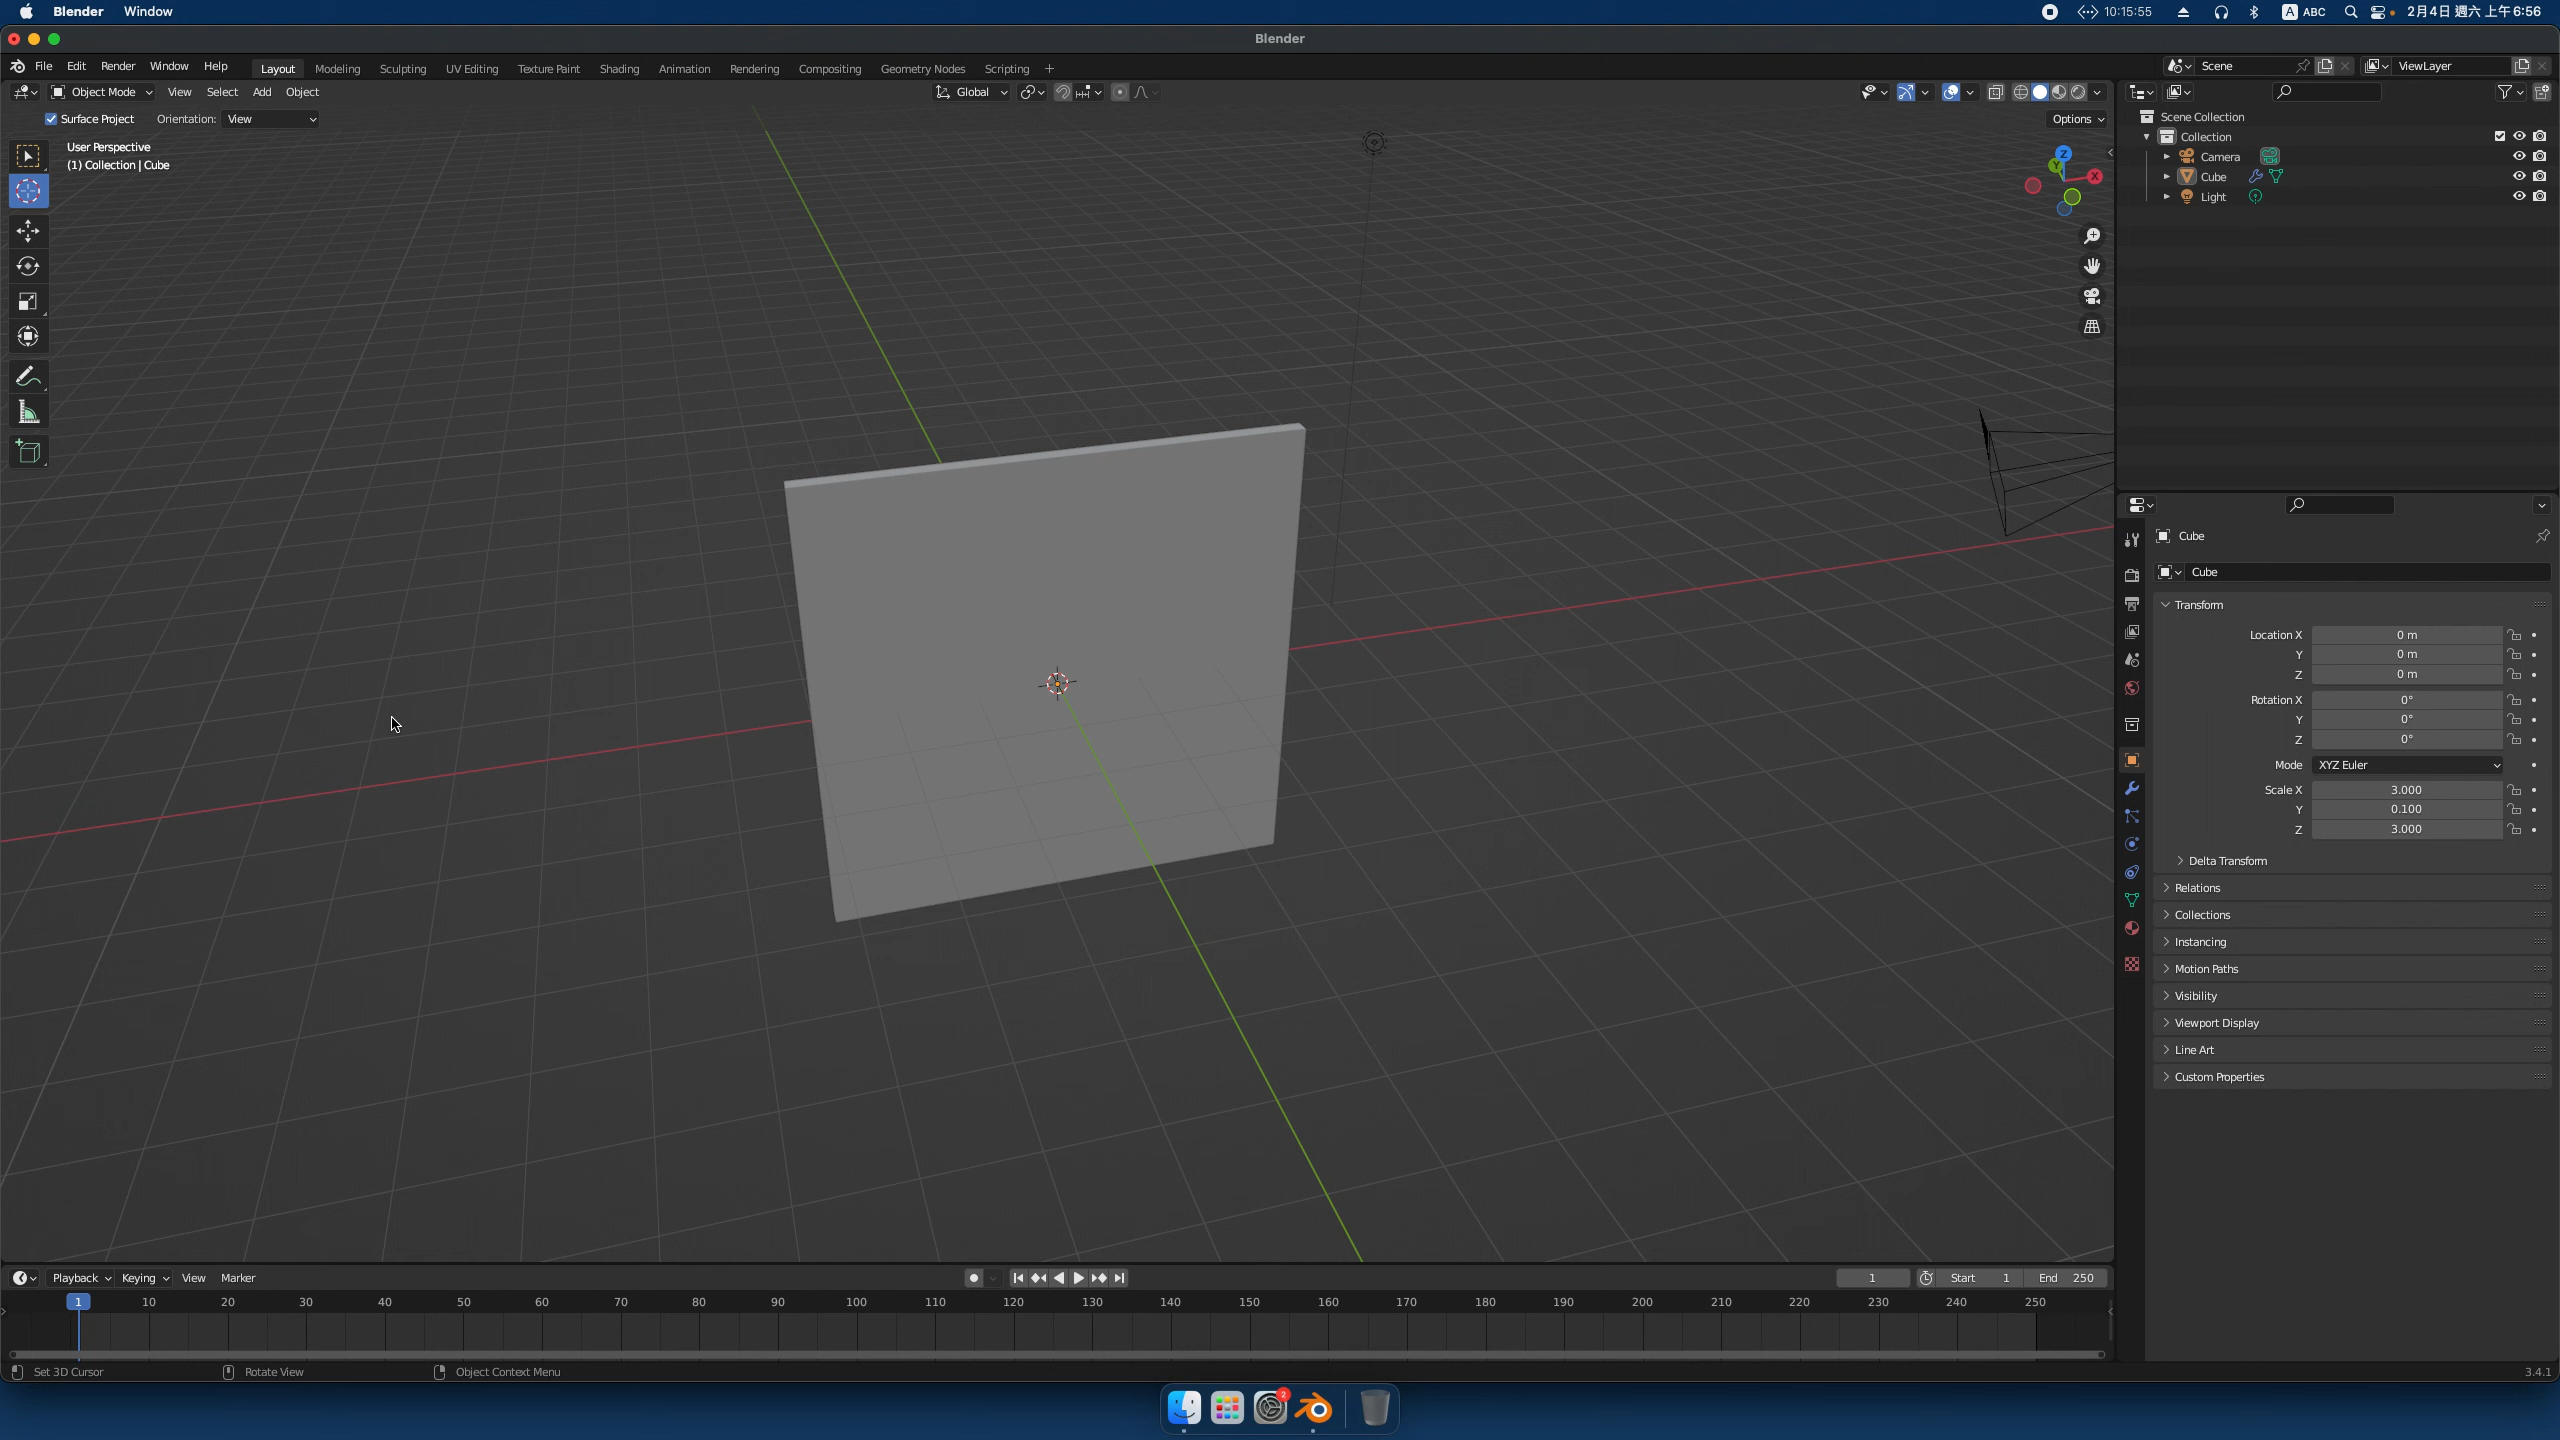 Blender Window 10:15:55 A ABC 2月4日 週六 上午6:56
Blender
File Edit Render Window Help Layout Modeling Sculpting UV Editing Texture Paint Shading Animation Rendering Compositing Geometry Nodes Scripting + Scene ViewLayer
Object Mode View Select Add Object Global
Surface Project Orientation: View Options
User Perspective
(1) Collection | Cube
Z
Y
X
Scene Collection
Collection
Camera
Cube
Light
Cube
Cube
Transform
Location X 0 m
Y 0 m
Z 0 m
Rotation X 0°
Y 0°
Z 0°
Mode XYZ Euler
Scale X 3.000
Y 0.100
Z 3.000
Delta Transform
Relations
Collections
Instancing
Motion Paths
Visibility
Viewport Display
Line Art
Custom Properties
Playback Keying View Marker 1 Start 1 End 250
1 10 20 30 40 50 60 70 80 90 100 110 120 130 140 150 160 170 180 190 200 210 220 230 240 250
Set 3D Cursor Rotate View Object Context Menu 3.4.1
2